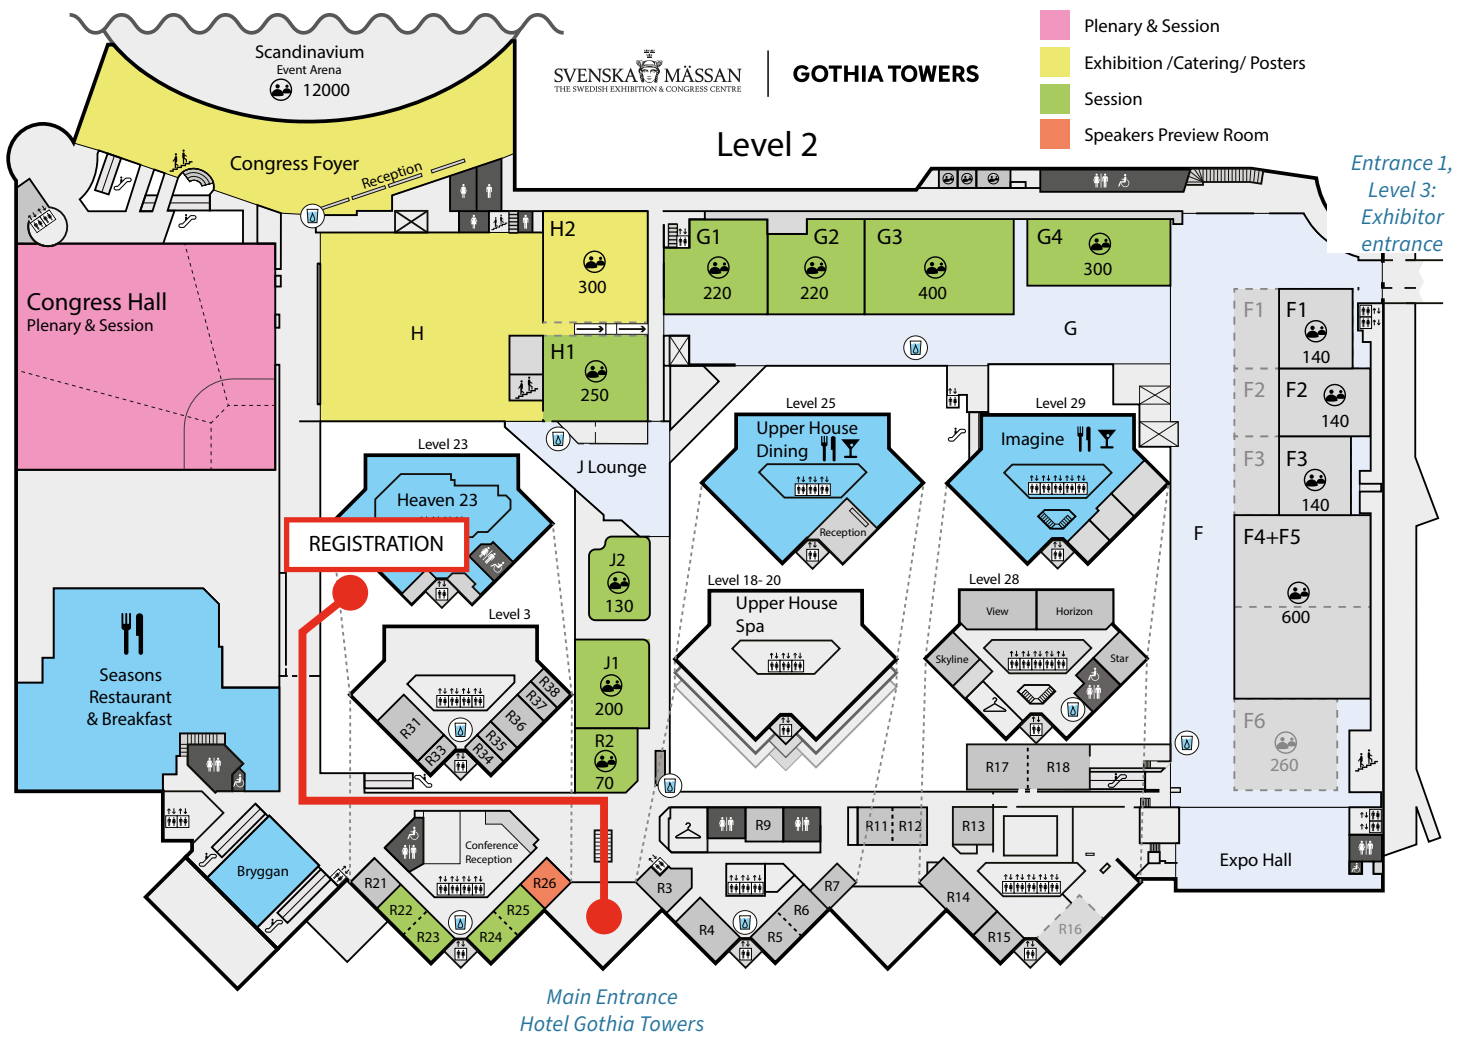 Scandinavium
Event Arena
12000
SVENSKA MÄSSAN
THE SWEDISH EXHIBITION & CONGRESS CENTRE
GOTHIA TOWERS
Plenary & Session
Exhibition /Catering/ Posters
Session
Speakers Preview Room
Level 2
Entrance 1,
Level 3:
Exhibitor
entrance
Congress Foyer
Reception
Congress Hall
Plenary & Session
H
H2
300
H1
250
G1
220
G2
220
G3
400
G4
300
G
F1
F1
140
F2
F2
140
F3
F3
140
F
F4+F5
600
F6
260
J Lounge
Level 23
Heaven 23
REGISTRATION
Level 25
Upper House
Dining
Reception
Level 29
Imagine
J2
130
J1
200
R2
70
Level 3
R38
R37
R36
R35
R34
R33
R31
Level 18- 20
Upper House
Spa
Level 28
View
Horizon
Skyline
Star
Seasons
Restaurant
& Breakfast
Bryggan
Conference
Reception
R21
R22
R23
R24
R25
R26
R3
R4
R5
R6
R7
R9
R11
R12
R13
R14
R15
R16
R17
R18
Expo Hall
Main Entrance
Hotel Gothia Towers